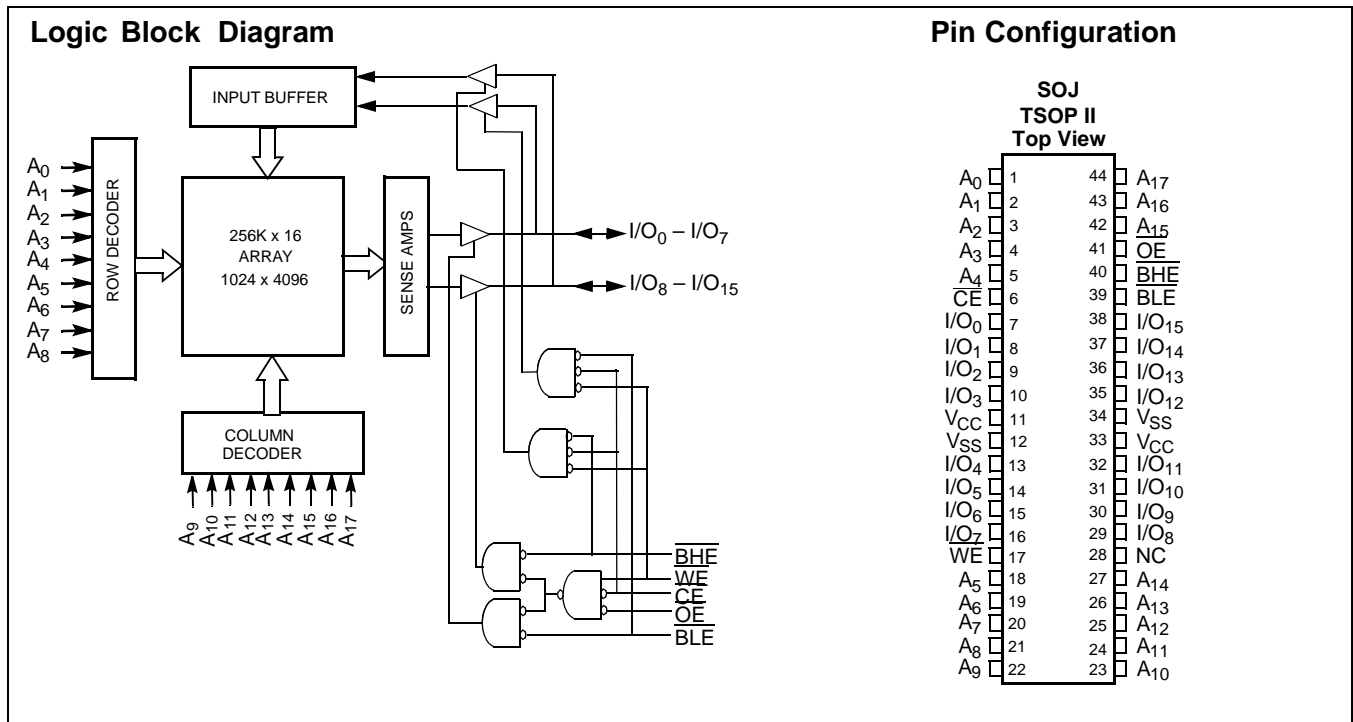 Logic Block Diagram
INPUT BUFFER
A0
A1
A2
A3
A4
A5
A6
A7
A8
ROW DECODER
256K x 16
ARRAY
1024 x 4096
SENSE AMPS
I/O0 – I/O7
I/O8 – I/O15
COLUMN
DECODER
A9
A10
A11
A12
A13
A14
A15
A16
A17
BHE
WE
CE
OE
BLE
Pin Configuration
SOJ
TSOP II
Top View
A0 1 44 A17
A1 2 43 A16
A2 3 42 A15
A3 4 41 OE
A4 5 40 BHE
CE 6 39 BLE
I/O0 7 38 I/O15
I/O1 8 37 I/O14
I/O2 9 36 I/O13
I/O3 10 35 I/O12
VCC 11 34 VSS
VSS 12 33 VCC
I/O4 13 32 I/O11
I/O5 14 31 I/O10
I/O6 15 30 I/O9
I/O7 16 29 I/O8
WE 17 28 NC
A5 18 27 A14
A6 19 26 A13
A7 20 25 A12
A8 21 24 A11
A9 22 23 A10